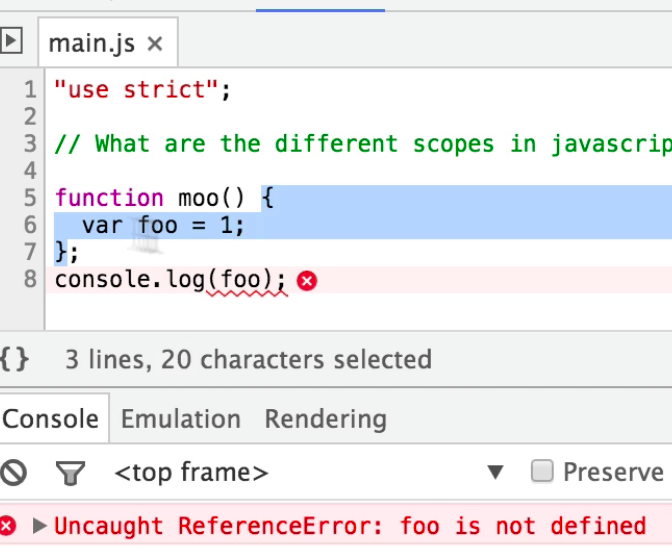 main.js ×
1 "use strict";
2
3 // What are the different scopes in javascrip
4
5 function moo() {
6 var foo = 1;
7 };
8 console.log(foo);
{} 3 lines, 20 characters selected
Console Emulation Rendering
<top frame> ▼ Preserve
▶ Uncaught ReferenceError: foo is not defined